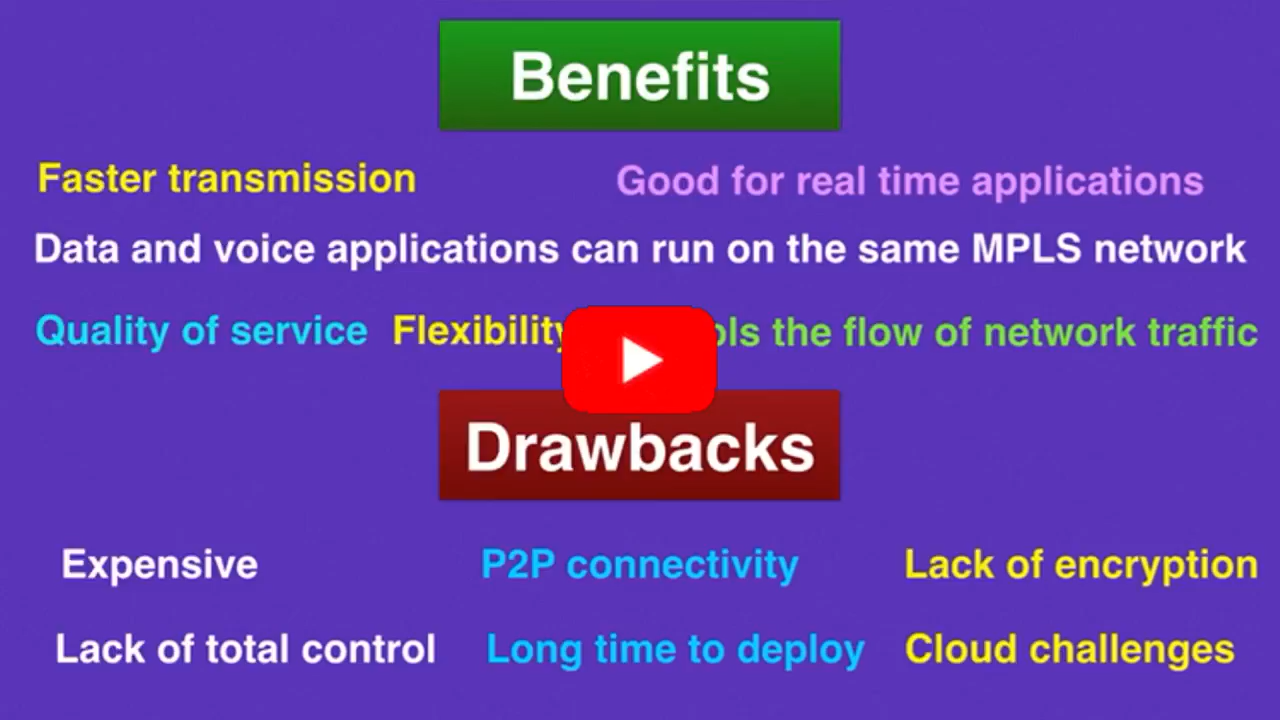 Benefits
Faster transmission
Good for real time applications
Data and voice applications can run on the same MPLS network
Quality of service
Flexibility
the flow of network traffic
Drawbacks
Expensive
P2P connectivity
Lack of encryption
Lack of total control
Long time to deploy
Cloud challenges